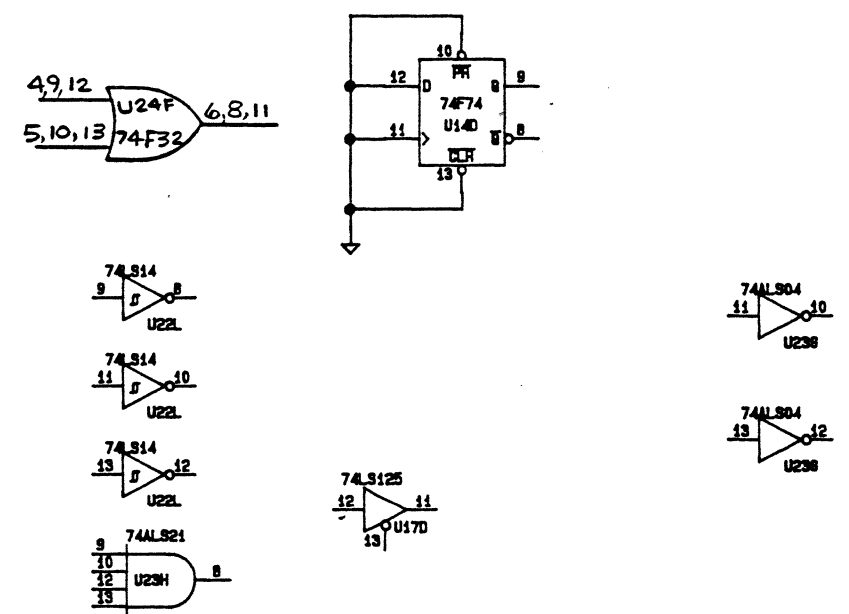 4,9,12
U24F
6,8,11
5,10,13
74F32
10
PR
12
D
Q
9
74F74
U14D
11
Q
8
CLR
13
74LS14
9
8
U22L
74LS14
11
10
U22L
74LS14
13
12
U22L
74ALS21
9
10
12
13
U23H
8
74LS125
12
11
U17D
13
74ALS04
11
10
U23G
74ALS04
13
12
U23G